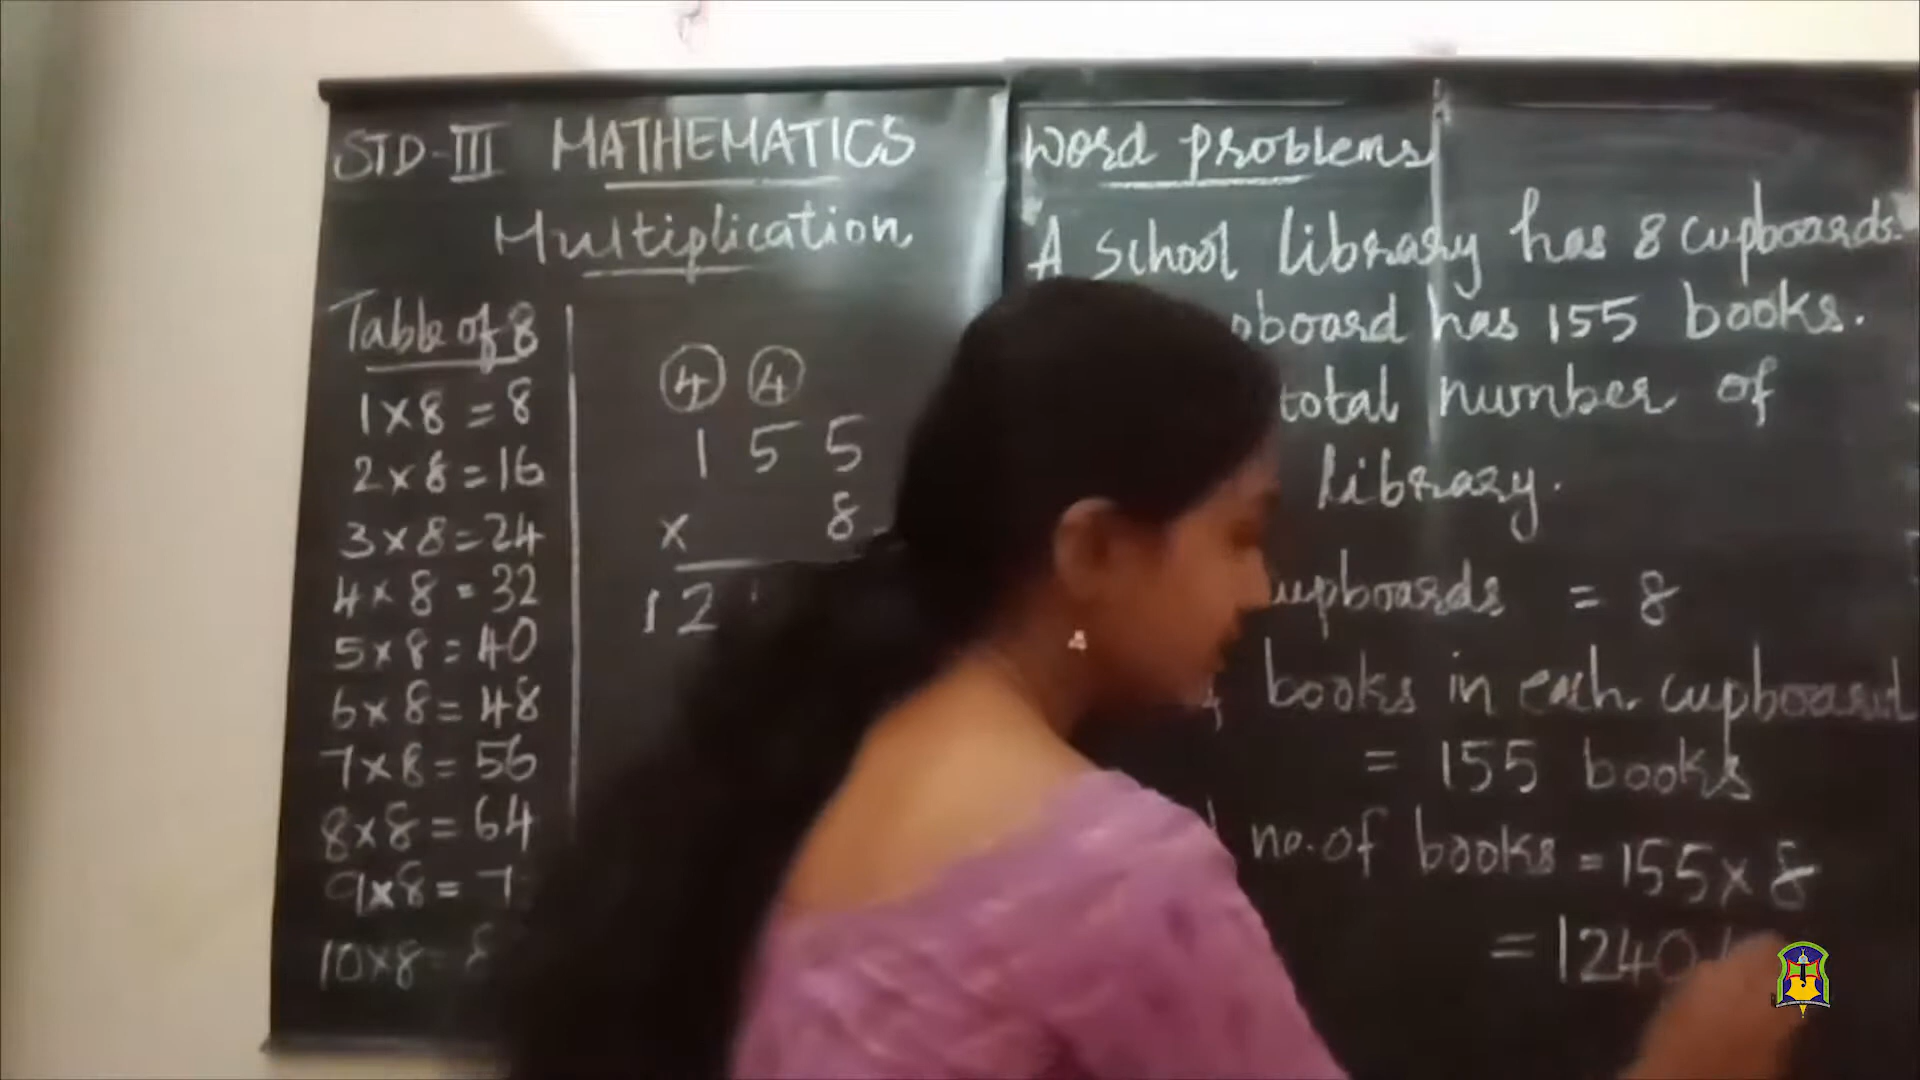 STD-III MATHEMATICS
Multiplication
Table of 8
1 x 8 = 8
2 x 8 = 16
3 x 8 = 24
4 x 8 = 32
5 x 8 = 40
6 x 8 = 48
7 x 8 = 56
8 x 8 = 64
9 x 8 = 7
10 x 8 =
4 4
1 5 5
x 8
1 2
Word problems
A school library has 8 cupboards.
has 155 books.
total number of
library.
= 8
books in each cupboard
= 155 books
no. of books = 155 x 8
= 1240